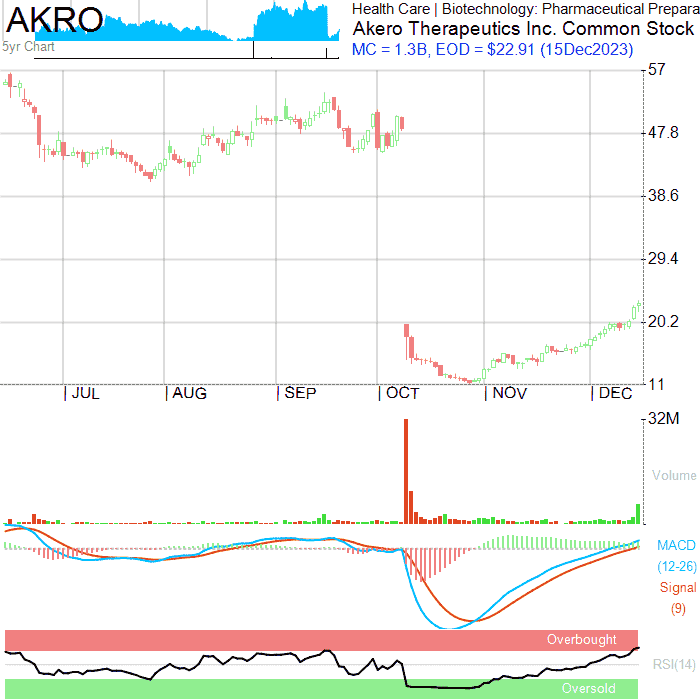 AKRO
5yr Chart
Health Care | Biotechnology: Pharmaceutical Prepara
Akero Therapeutics Inc. Common Stock
MC = 1.3B, EOD = $22.91 (15Dec2023)
57
47.8
38.6
29.4
20.2
11
| JUL | AUG | SEP | OCT | NOV | DEC
32M
Volume
MACD
(12-26)
Signal
(9)
Overbought
RSI(14)
Oversold